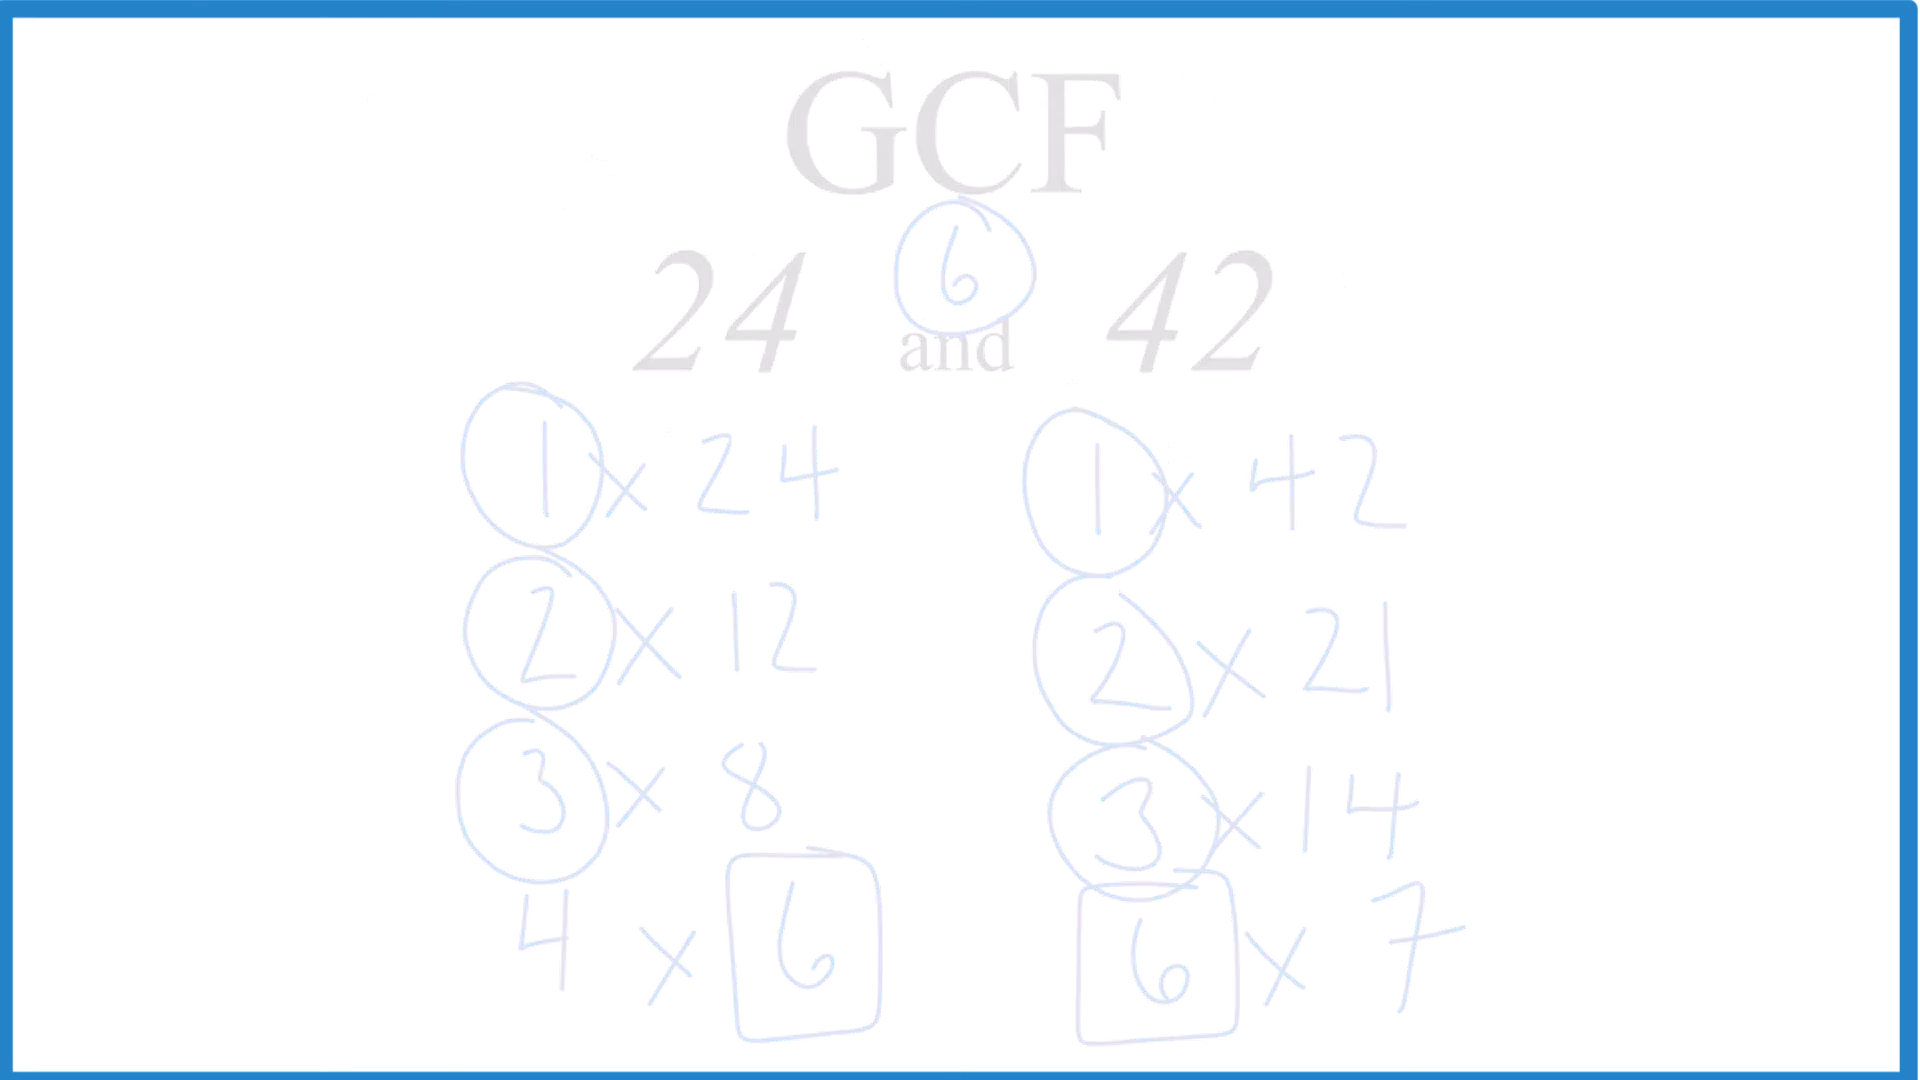 GCF
6
24 and 42
1 x 24
1 x 42
2 x 12
2 x 21
3 x 8
3 x 14
4 x 6
6 x 7